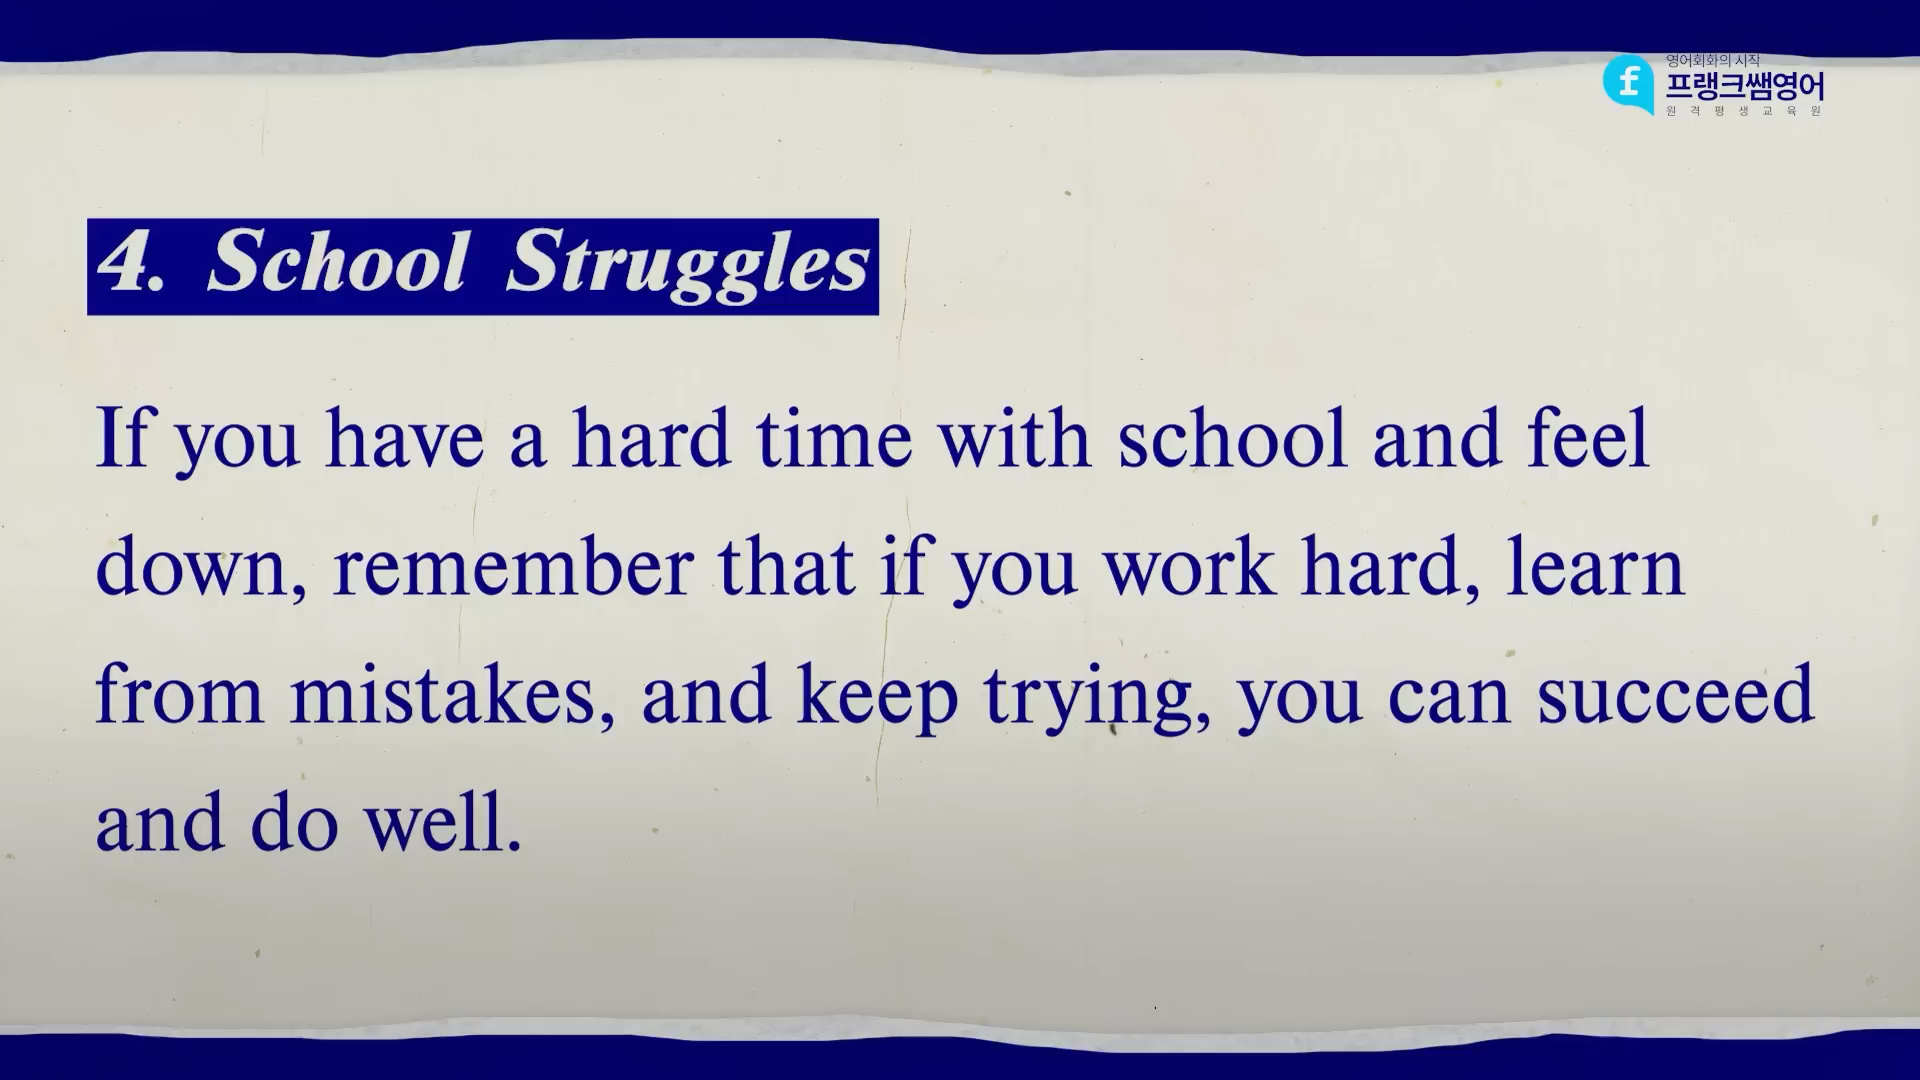 영어회화의 시작
프랭크쌤영어
원격평생교육원
4. School Struggles
If you have a hard time with school and feel
down, remember that if you work hard, learn
from mistakes, and keep trying, you can succeed
and do well.